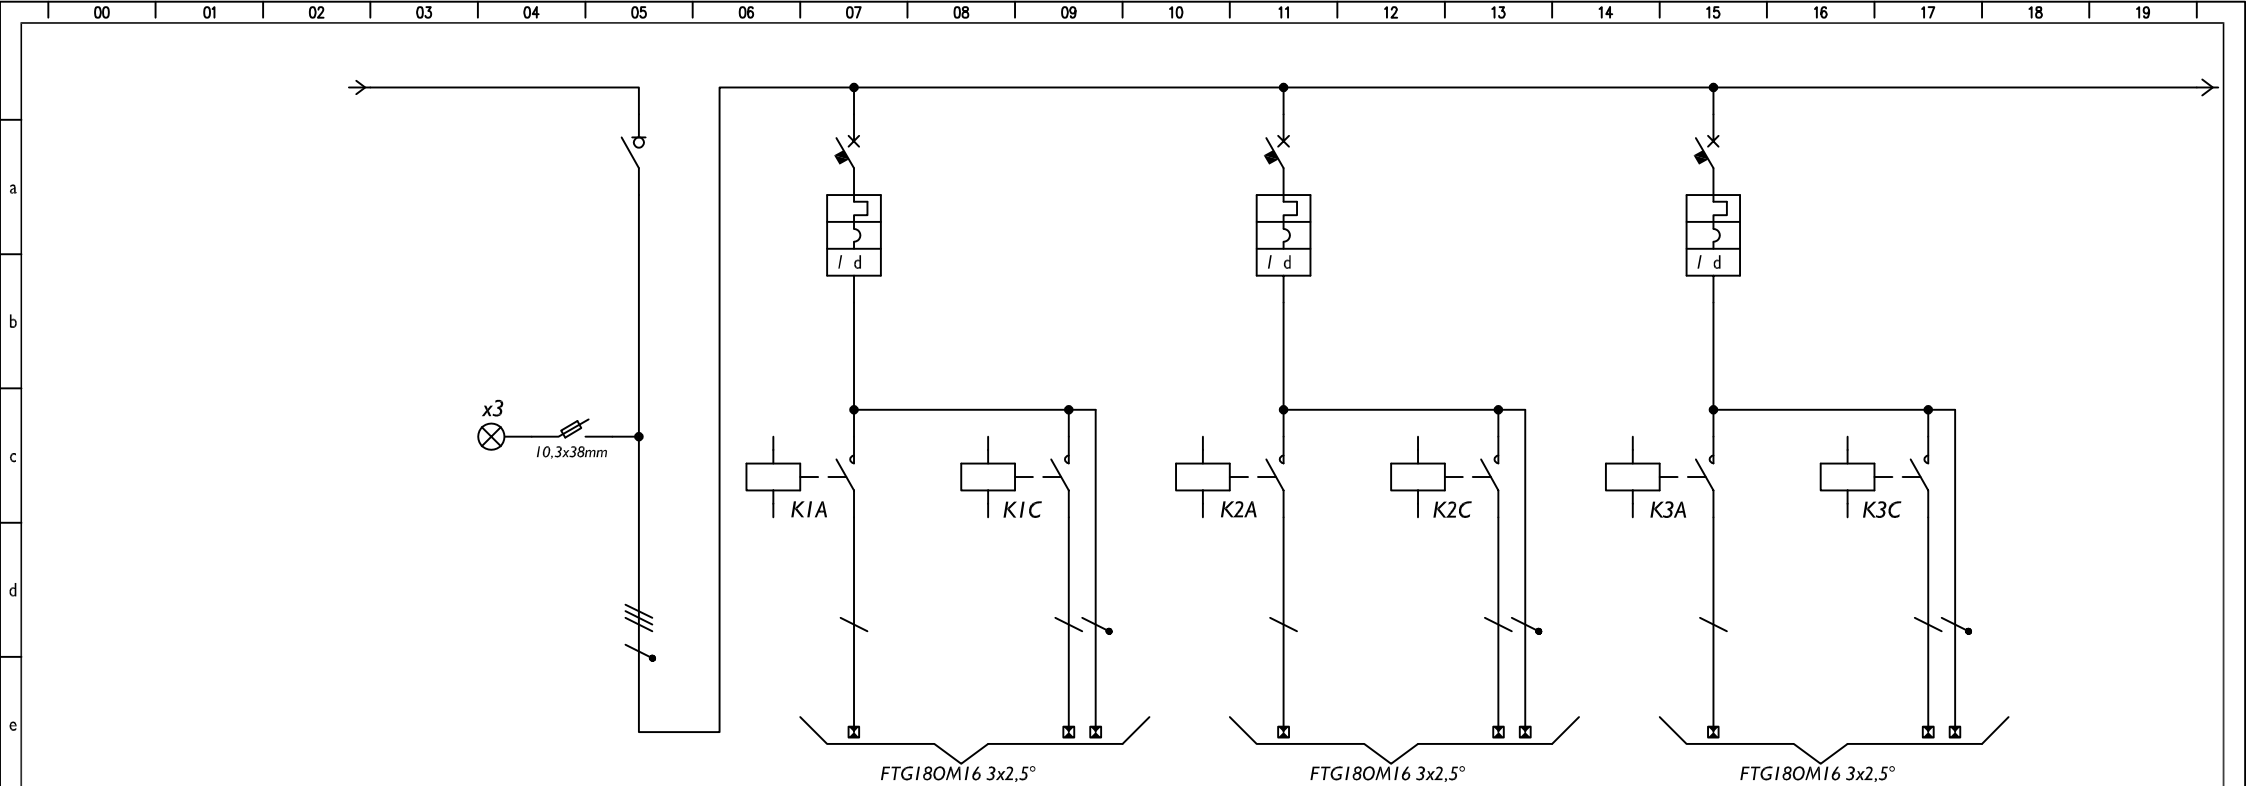 00 01 02 03 04 05 06 07 08 09 10 11 12 13 14 15 16 17 18 19
a
I d I d I d
b
x3
10,3x38mm
c
K1A K1C K2A K2C K3A K3C
d
e
FTG18OM16 3x2,5° FTG18OM16 3x2,5° FTG18OM16 3x2,5°